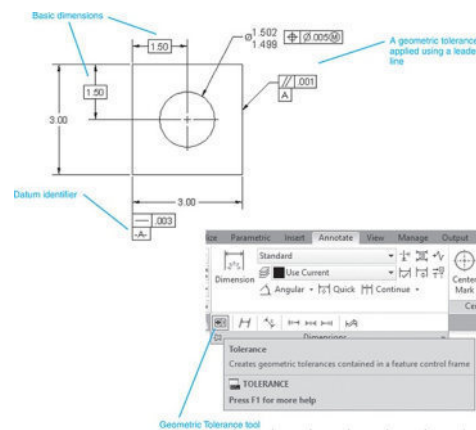 Basic dimensions
1.50
Ø1.502
1.499
⌖ Ø.005Ⓜ
A geometric tolerance
applied using a leade
line
// .001
A
1.50
3.00
3.00
Datum identifier
— .003
-A-
ize Parametric Insert Annotate View Manage Output
Standard
Use Current
Dimension
Angular Quick Continue
Center
Mark
Cen
Dimensions
Tolerance
Creates geometric tolerances contained in a feature control frame
TOLERANCE
Press F1 for more help
Geometric Tolerance tool